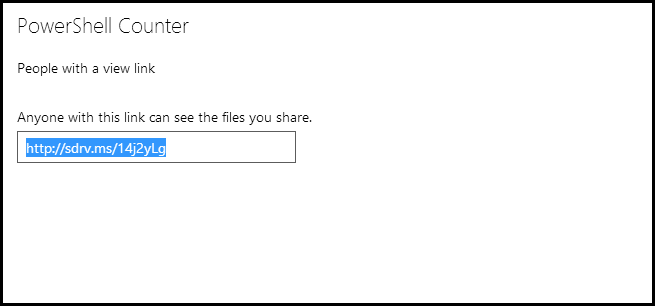 PowerShell Counter
People with a view link
Anyone with this link can see the files you share.
http://sdrv.ms/14j2yLg